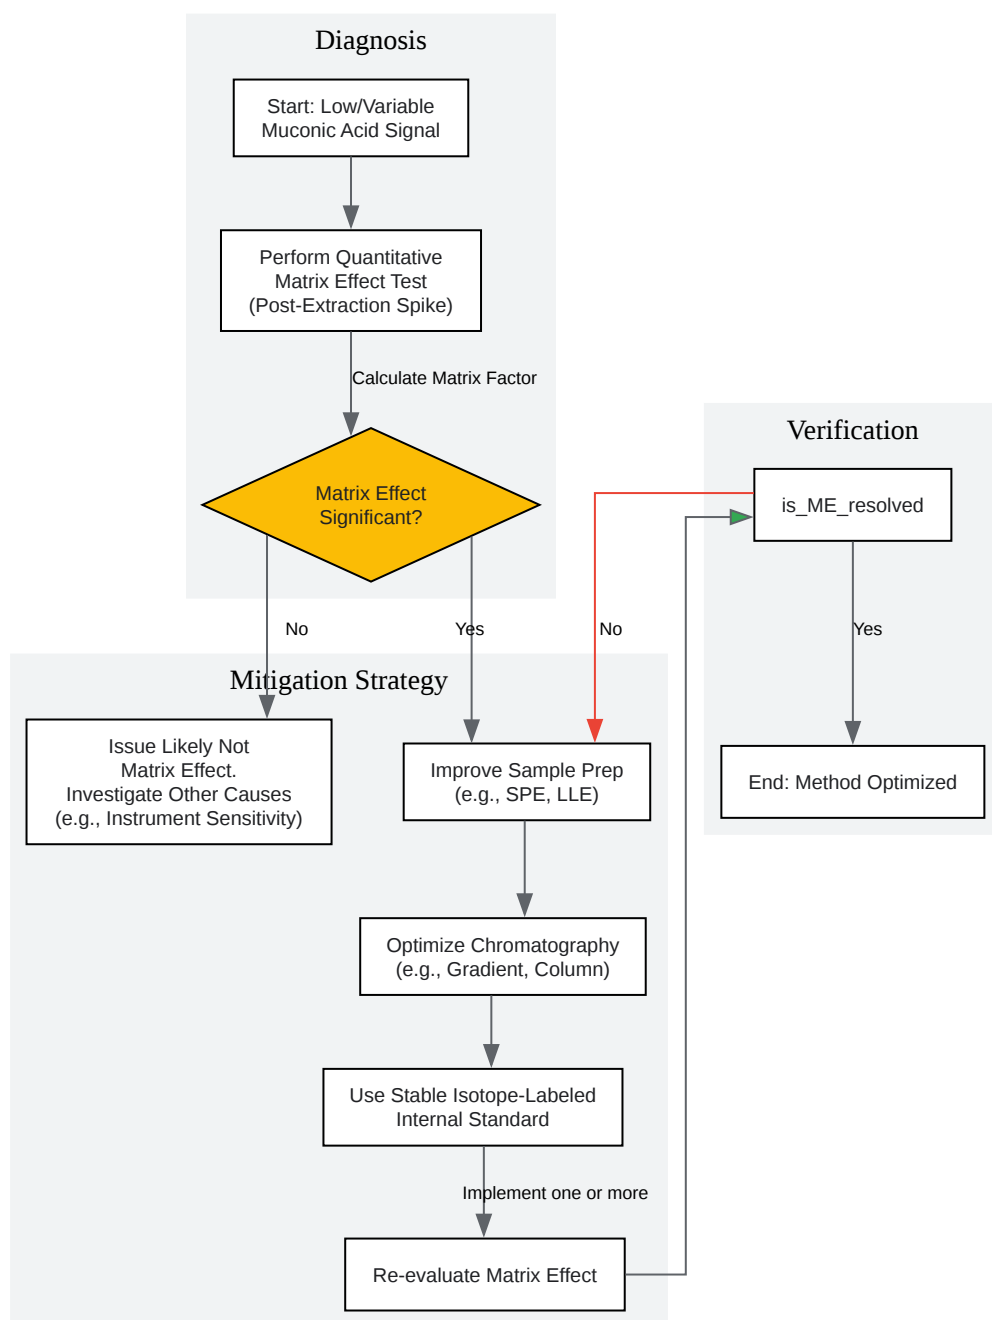 Diagnosis
Start: Low/Variable
Muconic Acid Signal
Perform Quantitative
Matrix Effect Test
(Post-Extraction Spike)
Calculate Matrix Factor
Matrix Effect
Significant?
No
Yes
No
Verification
is_ME_resolved
Yes
End: Method Optimized
Mitigation Strategy
Issue Likely Not
Matrix Effect.
Investigate Other Causes
(e.g., Instrument Sensitivity)
Improve Sample Prep
(e.g., SPE, LLE)
Optimize Chromatography
(e.g., Gradient, Column)
Use Stable Isotope-Labeled
Internal Standard
Implement one or more
Re-evaluate Matrix Effect